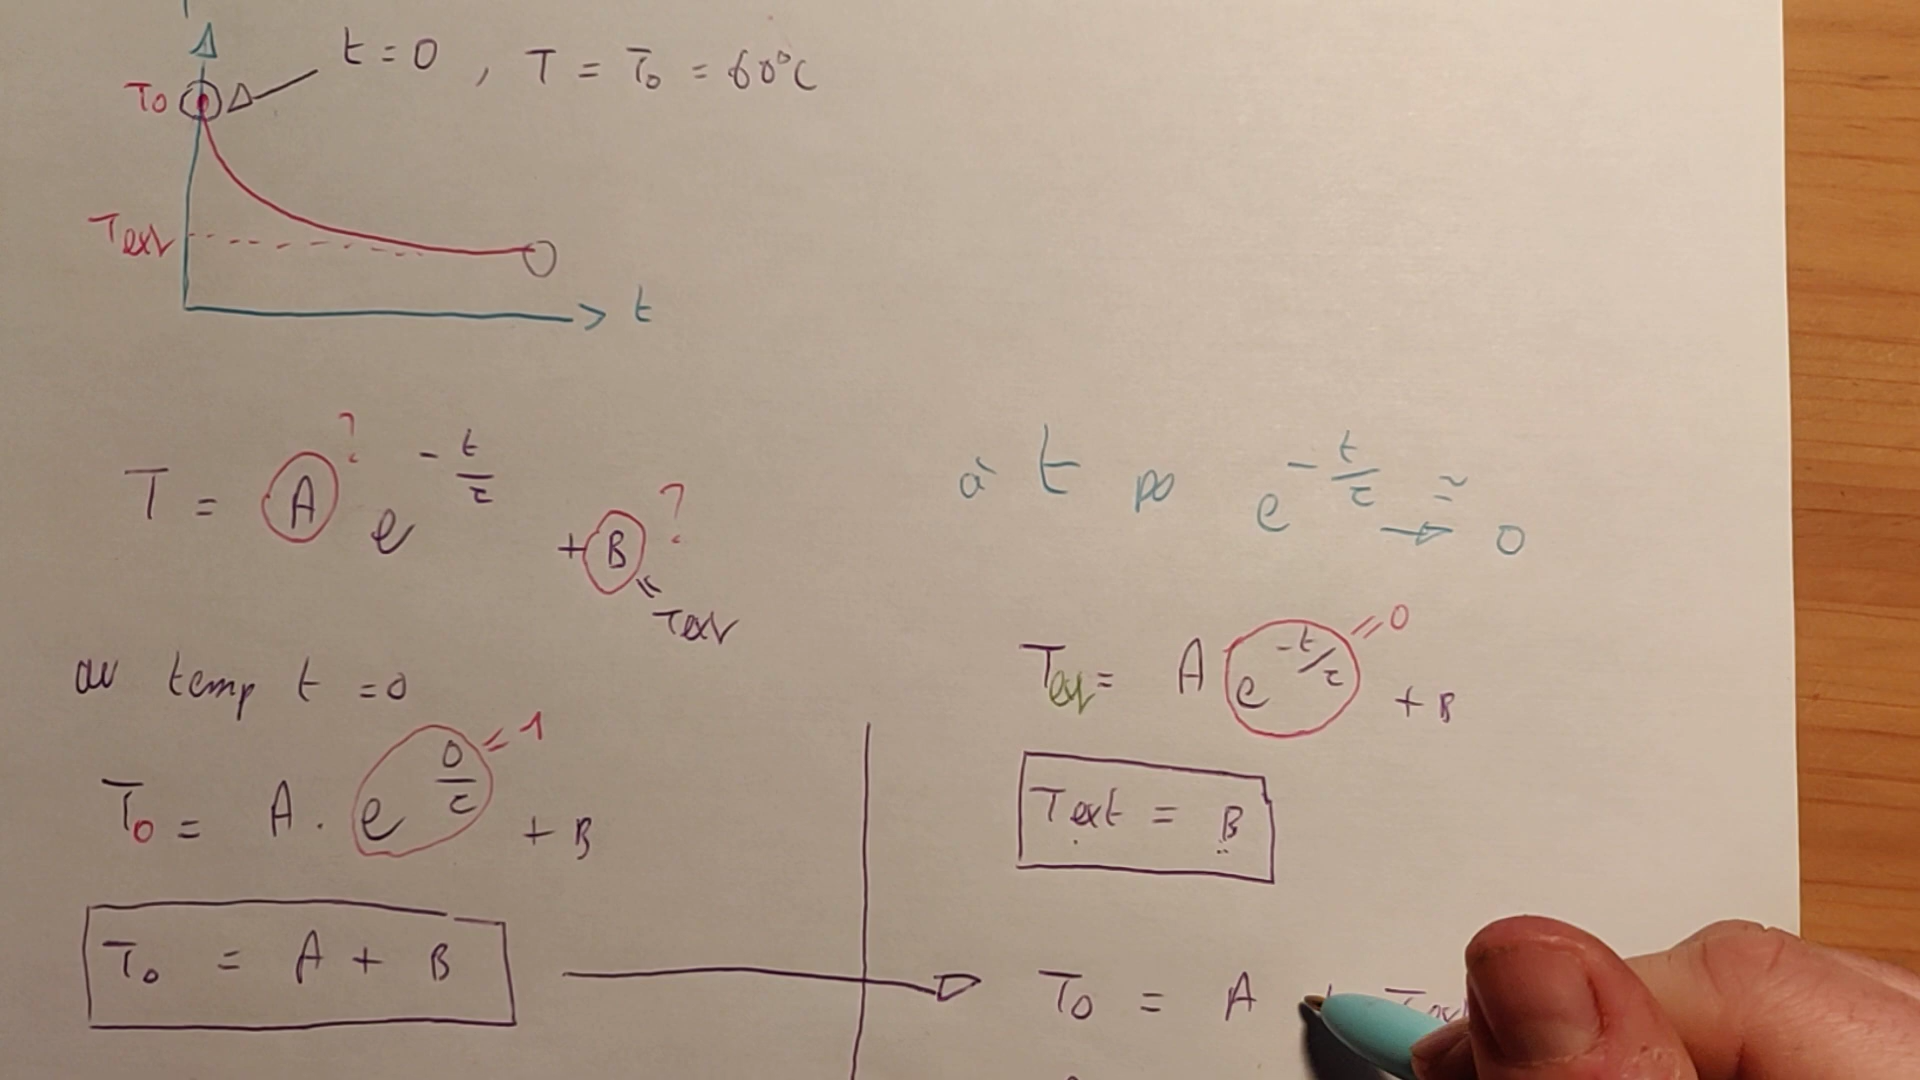 t = 0 , T = T0 = 60°C
T0
Text
t
T = A e^-t/τ + B
? ?
= Text
à t ∞ e^-t/τ ≃ → 0
au temp t = 0
T0 = A . e^0/τ + B
= 1
T0 = A + B
Text = A e^-t/τ + B
= 0
Text = B
T0 = A